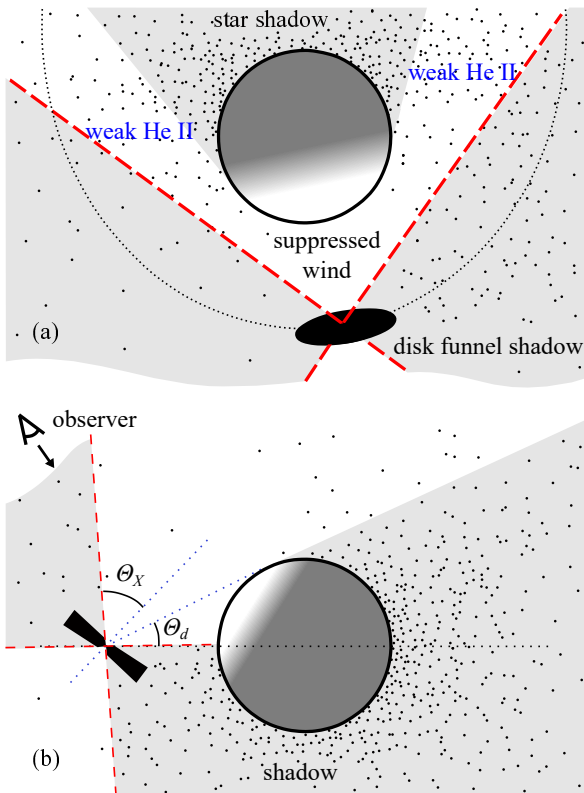 star shadow
weak He II
weak He II
suppressed
wind
(a)
disk funnel shadow
observer
Θ_X
Θ_d
(b)
shadow